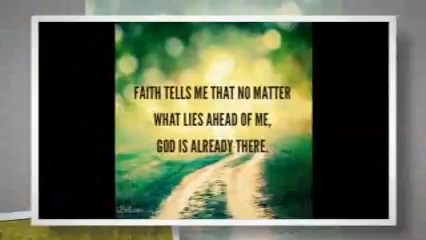 FAITH TELLS ME THAT NO MATTER
WHAT LIES AHEAD OF ME,
GOD IS ALREADY THERE.